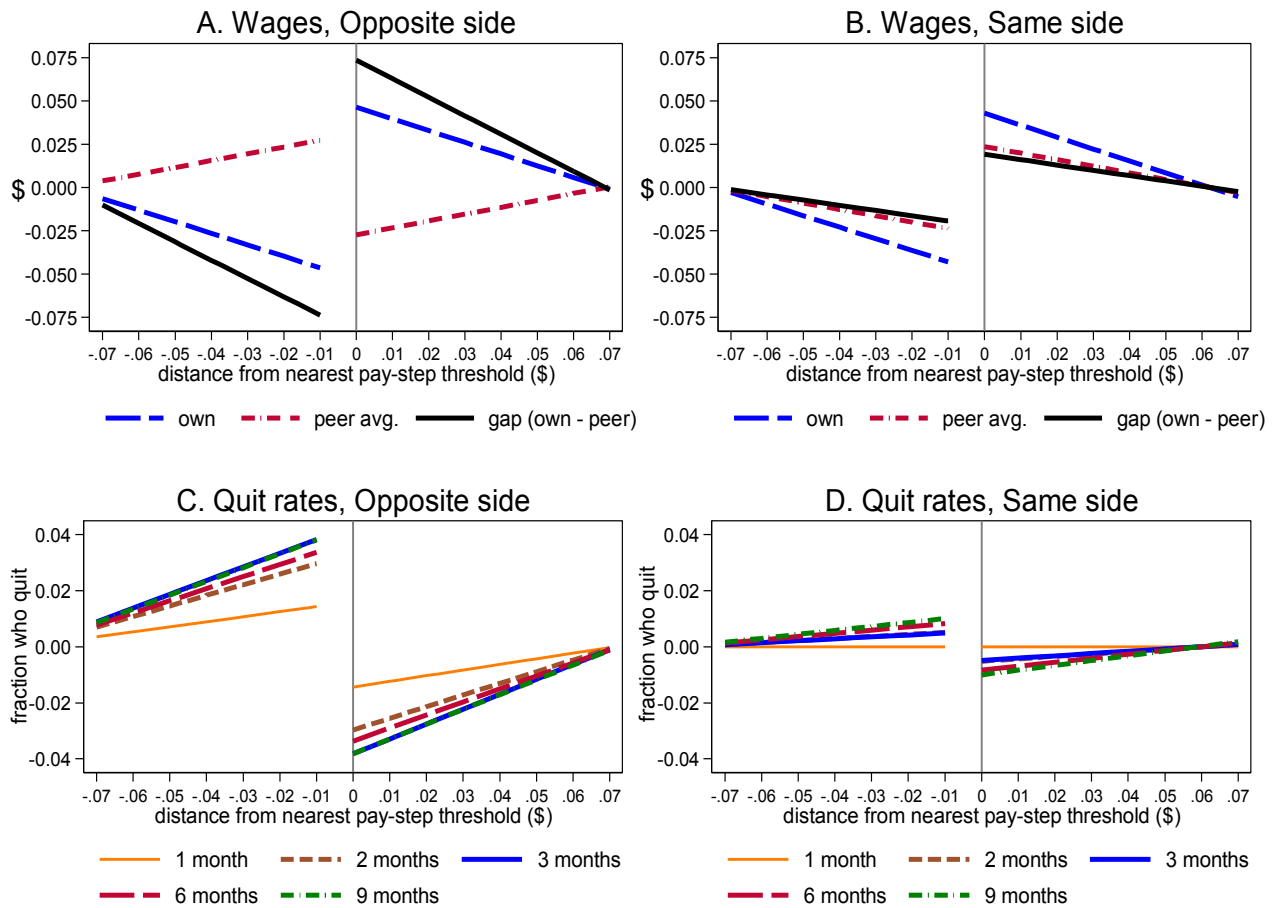 A. Wages, Opposite side
0.075
0.050
0.025
0.000
-0.025
-0.050
-0.075
$
-.07 -.06 -.05 -.04 -.03 -.02 -.01 0 .01 .02 .03 .04 .05 .06 .07
distance from nearest pay-step threshold ($)
own peer avg. gap (own - peer)
B. Wages, Same side
0.075
0.050
0.025
0.000
-0.025
-0.050
-0.075
$
-.07 -.06 -.05 -.04 -.03 -.02 -.01 0 .01 .02 .03 .04 .05 .06 .07
distance from nearest pay-step threshold ($)
own peer avg. gap (own - peer)
C. Quit rates, Opposite side
0.04
0.02
0.00
-0.02
-0.04
fraction who quit
-.07 -.06 -.05 -.04 -.03 -.02 -.01 0 .01 .02 .03 .04 .05 .06 .07
distance from nearest pay-step threshold ($)
1 month 2 months 3 months
6 months 9 months
D. Quit rates, Same side
0.04
0.02
0.00
-0.02
-0.04
fraction who quit
-.07 -.06 -.05 -.04 -.03 -.02 -.01 0 .01 .02 .03 .04 .05 .06 .07
distance from nearest pay-step threshold ($)
1 month 2 months 3 months
6 months 9 months